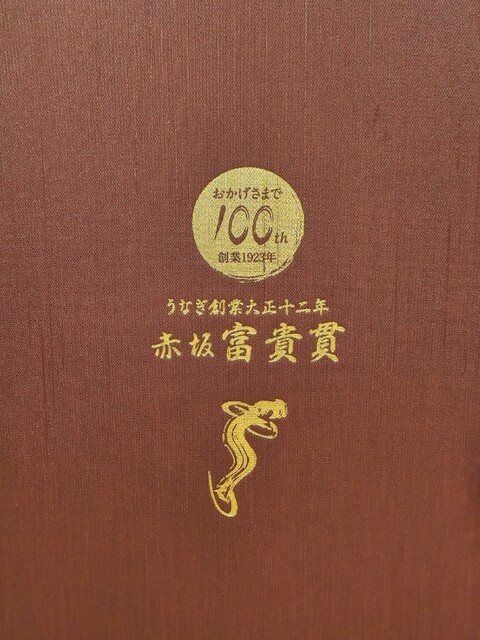 おかげさまで
100th
創業1923年
うなぎ創業大正十二年
赤坂富貴貫